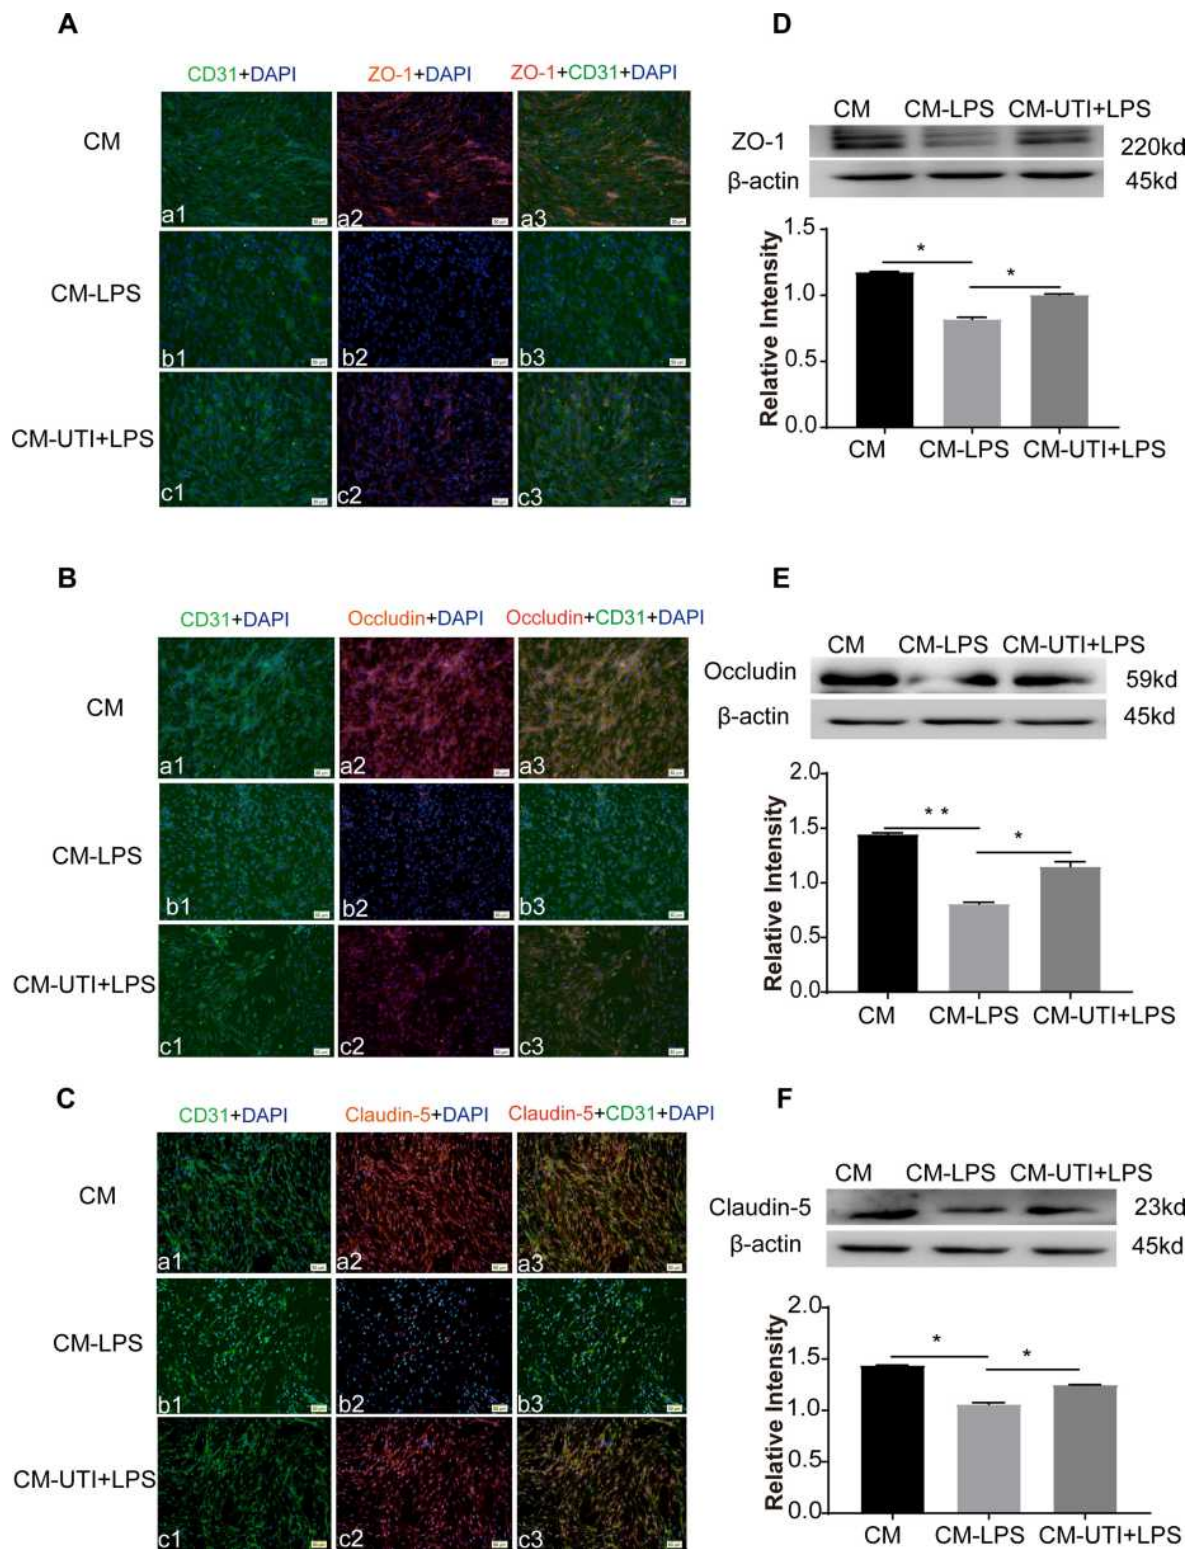 A
CD31+DAPI ZO-1+DAPI ZO-1+CD31+DAPI
CM
a1 a2 a3
CM-LPS
b1 b2 b3
CM-UTI+LPS
c1 c2 c3
D
CM CM-LPS CM-UTI+LPS
ZO-1 220kd
β-actin 45kd
Relative Intensity
1.5
1.0
0.5
0.0
* *
CM CM-LPS CM-UTI+LPS
B
CD31+DAPI Occludin+DAPI Occludin+CD31+DAPI
CM
a1 a2 a3
CM-LPS
b1 b2 b3
CM-UTI+LPS
c1 c2 c3
E
CM CM-LPS CM-UTI+LPS
Occludin 59kd
β-actin 45kd
Relative Intensity
2.0
1.5
1.0
0.5
0.0
* * *
CM CM-LPS CM-UTI+LPS
C
CD31+DAPI Claudin-5+DAPI Claudin-5+CD31+DAPI
CM
a1 a2 a3
CM-LPS
b1 b2 b3
CM-UTI+LPS
c1 c2 c3
F
CM CM-LPS CM-UTI+LPS
Claudin-5 23kd
β-actin 45kd
Relative Intensity
2.0
1.5
1.0
0.5
0.0
* *
CM CM-LPS CM-UTI+LPS